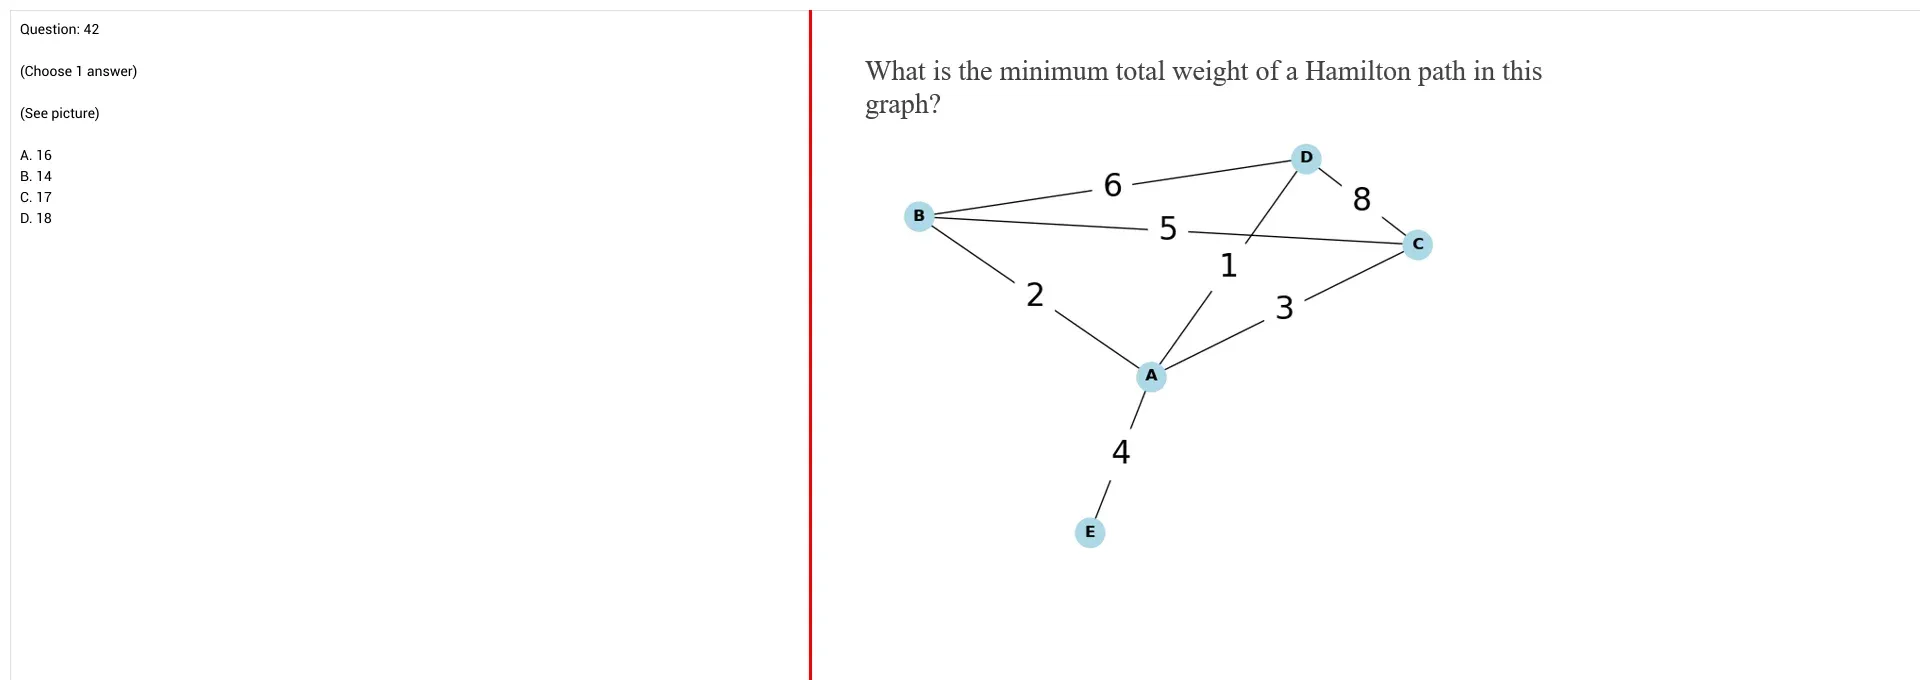 Question: 42
(Choose 1 answer)
(See picture)
A. 16
B. 14
C. 17
D. 18
What is the minimum total weight of a Hamilton path in this
graph?
D
6
8
B
5
C
1
2
3
A
4
E